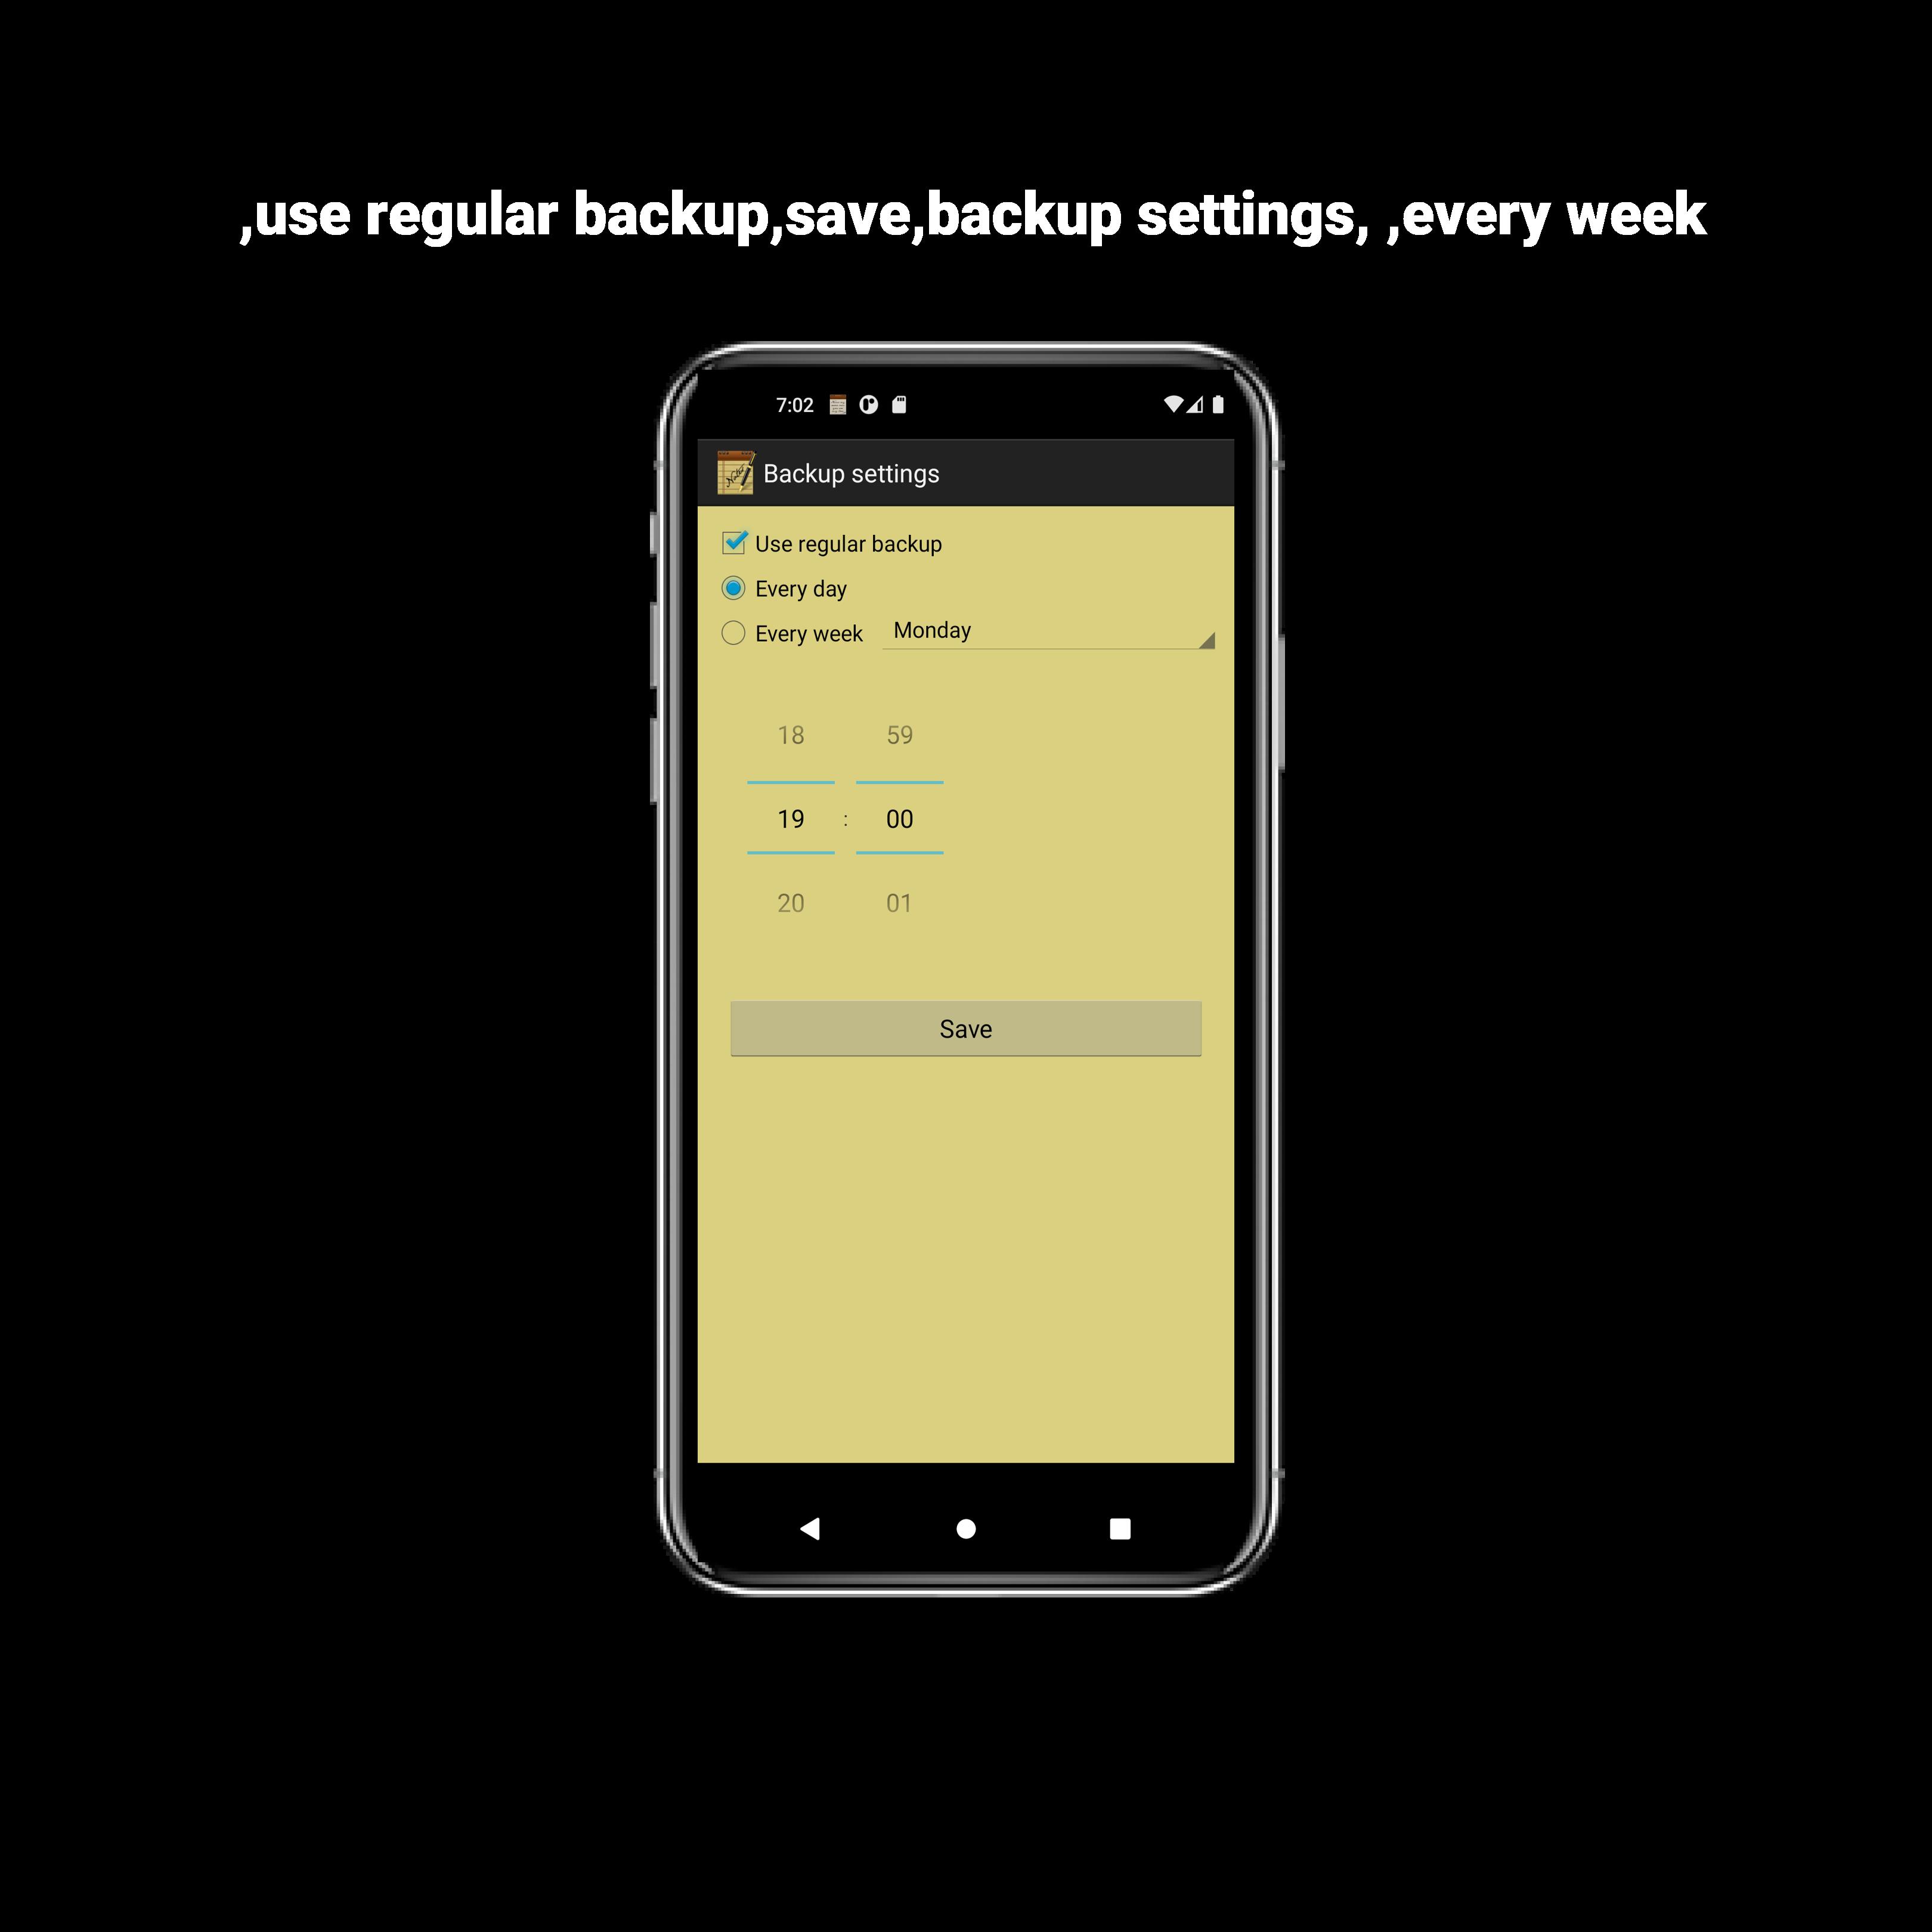 ,use regular backup,save,backup settings, ,every week
7:02
Backup settings
Use regular backup
Every day
Every week Monday
18 59
19 : 00
20 01
Save